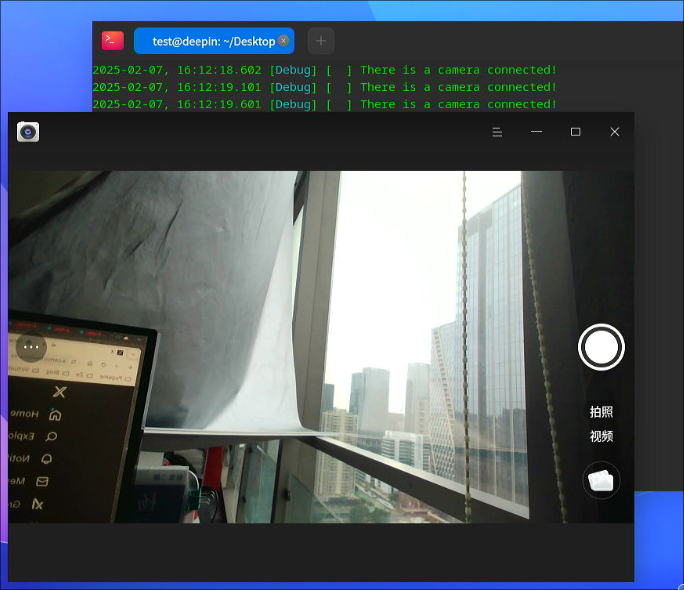 test@deepin: ~/Desktop
2025-02-07, 16:12:18.602 [Debug] [  ] There is a camera connected!
2025-02-07, 16:12:19.101 [Debug] [  ] There is a camera connected!
2025-02-07, 16:12:19.601 [Debug] [  ] There is a camera connected!
Home
拍照
视频